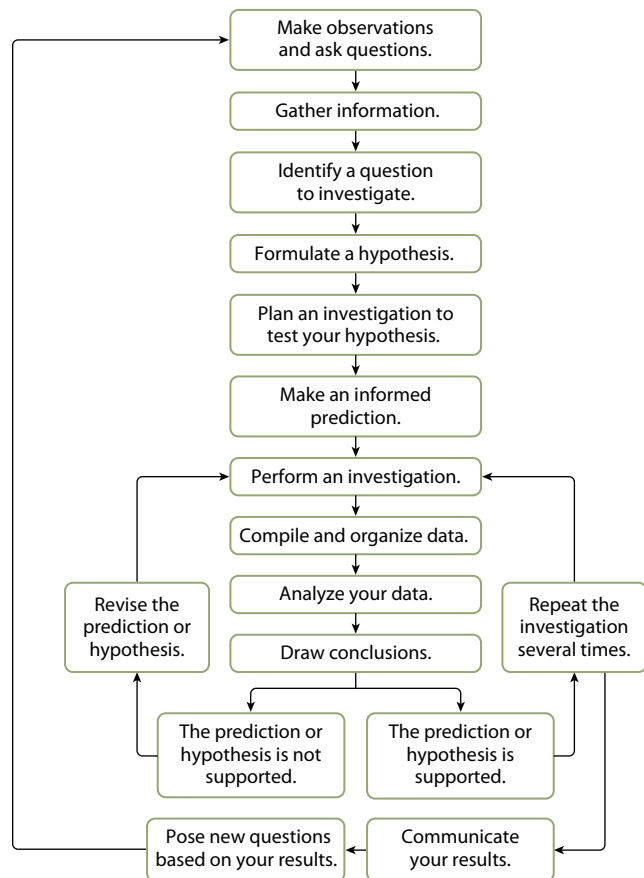 Make observations
and ask questions.
Gather information.
Identify a question
to investigate.
Formulate a hypothesis.
Plan an investigation to
test your hypothesis.
Make an informed
prediction.
Perform an investigation.
Compile and organize data.
Analyze your data.
Revise the
prediction or
hypothesis.
Repeat the
investigation
several times.
Draw conclusions.
The prediction or
hypothesis is not
supported.
The prediction or
hypothesis is
supported.
Pose new questions
based on your results.
Communicate
your results.